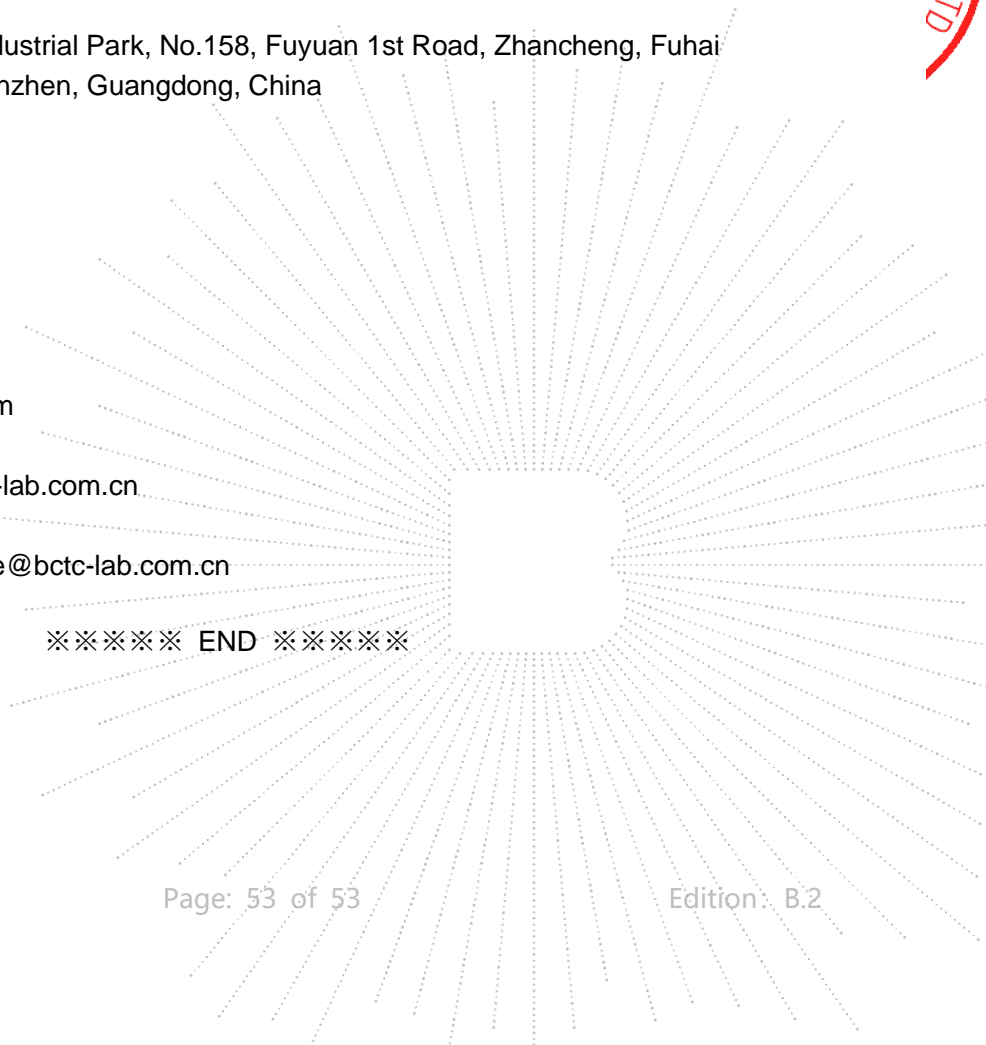 TD
dustrial Park, No.158, Fuyuan 1st Road, Zhancheng, Fuhai
nzhen, Guangdong, China
m
-lab.com.cn
e@bctc-lab.com.cn
※※※※※ END ※※※※※
Page: 53 of 53 Edition: B.2